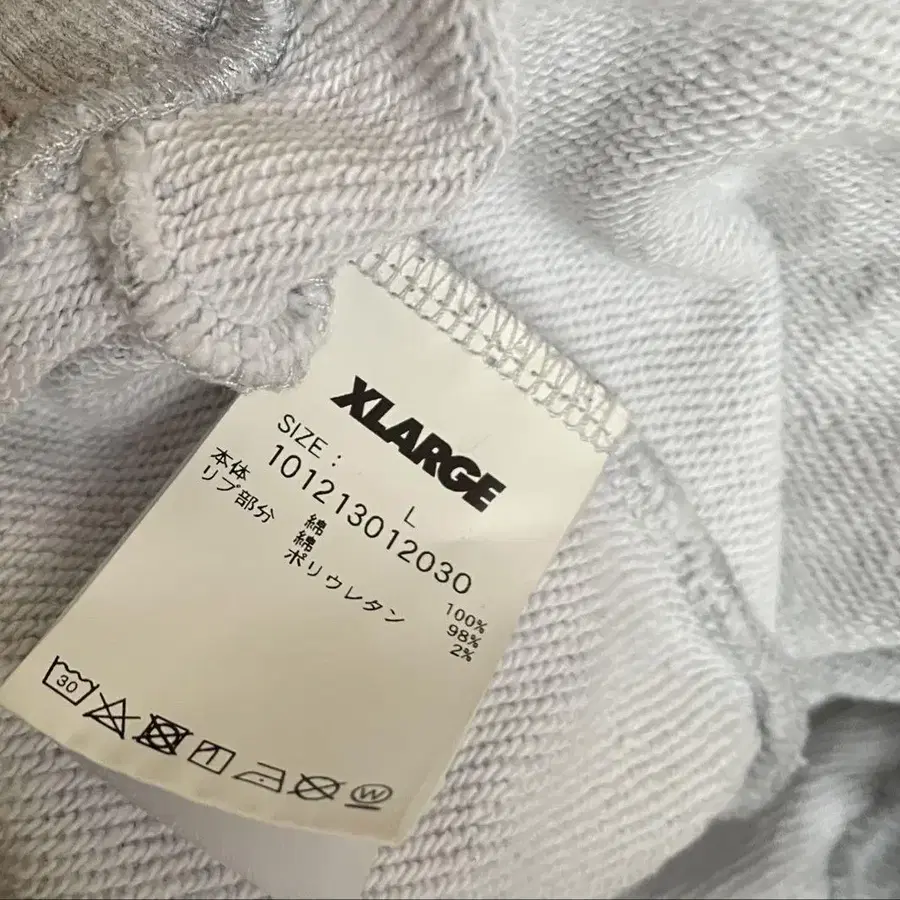 XLARGE
SIZE: L
101213012030
本体 綿 100%
リブ部分 綿 98%
ポリウレタン 2%
30
W